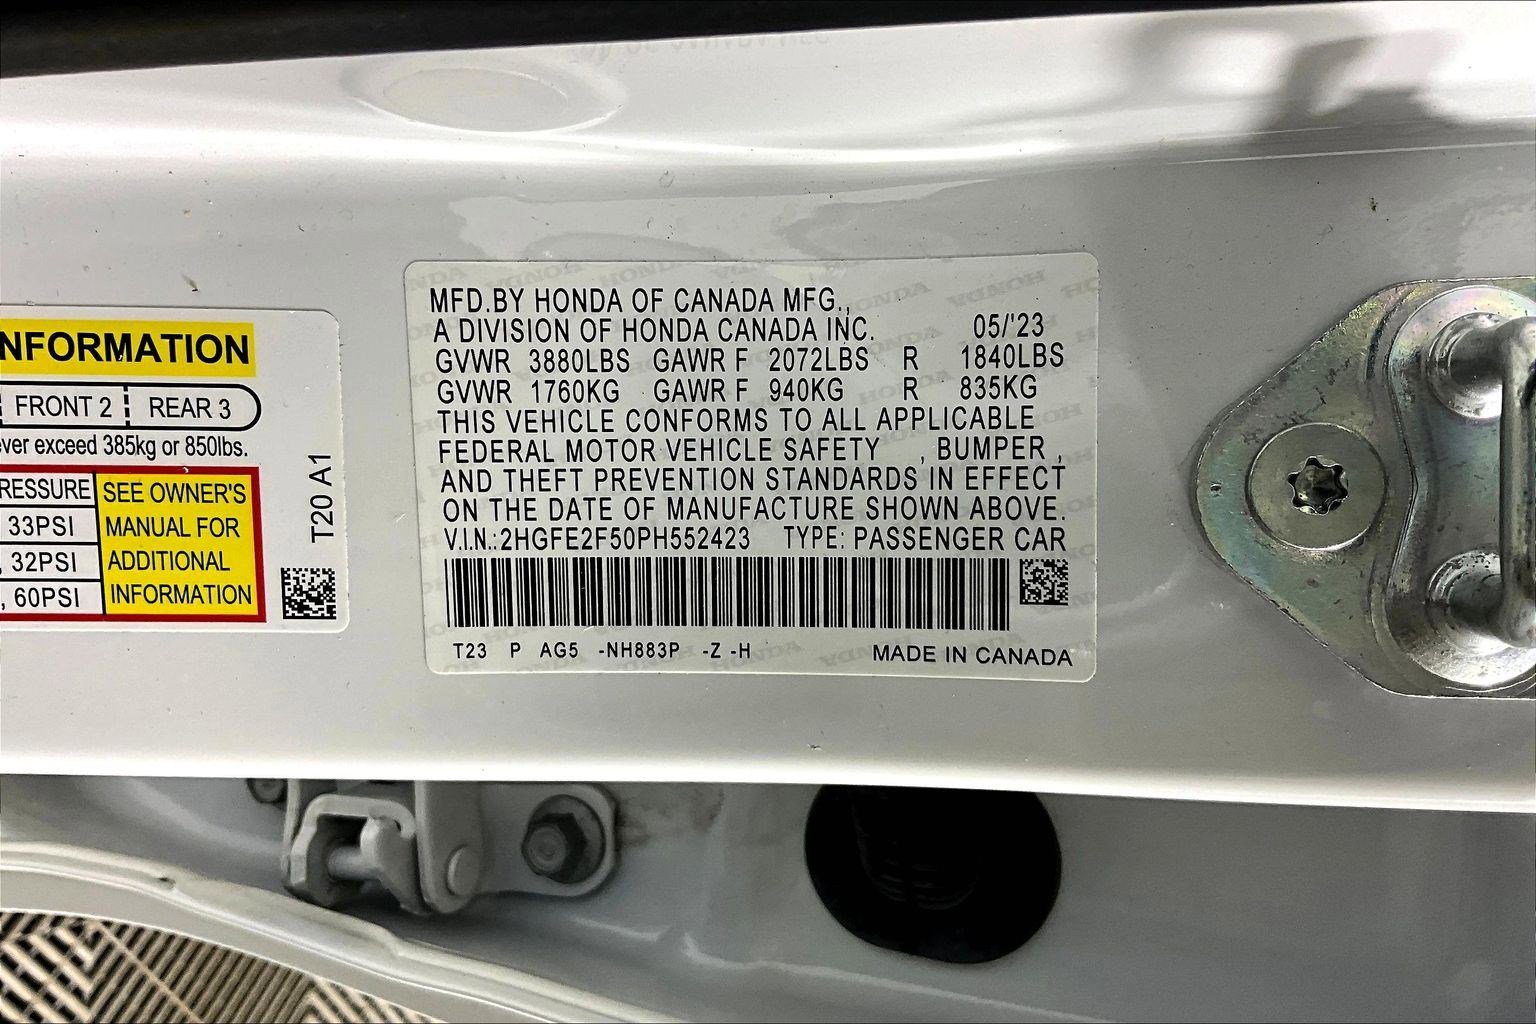 NFORMATION
FRONT 2 REAR 3
ever exceed 385kg or 850lbs.
RESSURE
33PSI
, 32PSI
, 60PSI
SEE OWNER'S
MANUAL FOR
ADDITIONAL
INFORMATION
T20 A1
MFD.BY HONDA OF CANADA MFG.,
A DIVISION OF HONDA CANADA INC. 05/'23
GVWR 3880LBS GAWR F 2072LBS R 1840LBS
GVWR 1760KG GAWR F 940KG R 835KG
THIS VEHICLE CONFORMS TO ALL APPLICABLE
FEDERAL MOTOR VEHICLE SAFETY , BUMPER ,
AND THEFT PREVENTION STANDARDS IN EFFECT
ON THE DATE OF MANUFACTURE SHOWN ABOVE.
V.I.N.:2HGFE2F50PH552423 TYPE: PASSENGER CAR
T23 P AG5 -NH883P -Z -H MADE IN CANADA